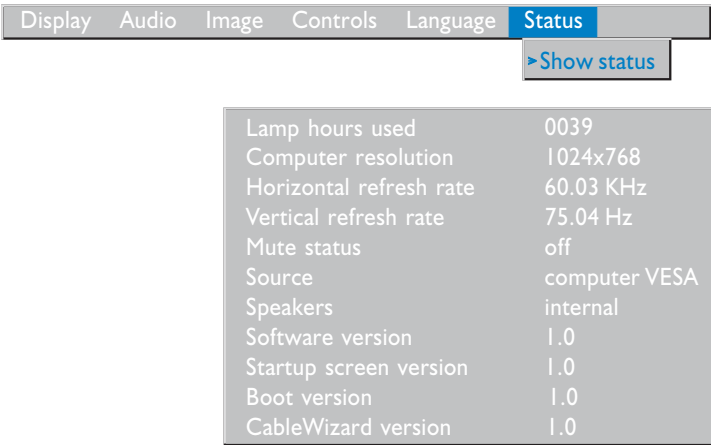 Display Audio Image Controls Language Status
➤Show status
Lamp hours used 0039
Computer resolution 1024x768
Horizontal refresh rate 60.03 KHz
Vertical refresh rate 75.04 Hz
Mute status off
Source computer VESA
Speakers internal
Software version 1.0
Startup screen version 1.0
Boot version 1.0
CableWizard version 1.0